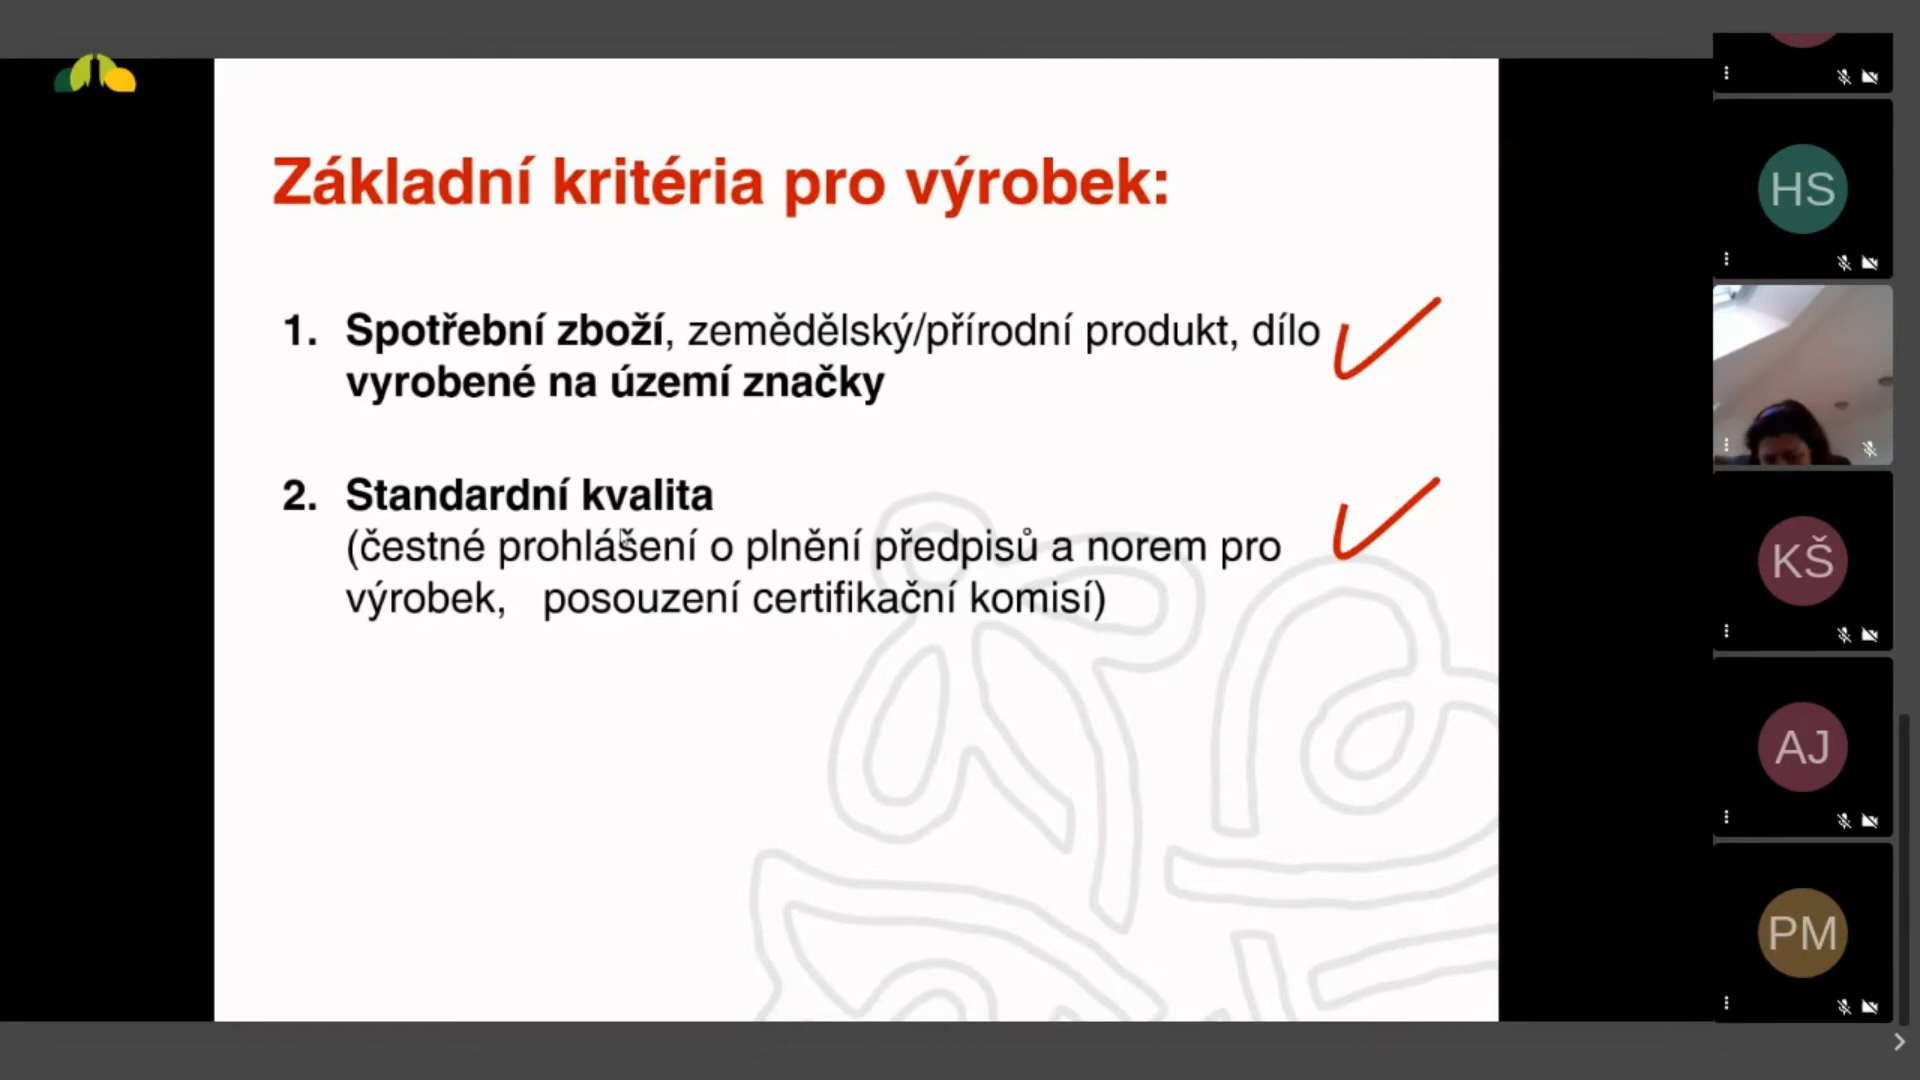 Základní kritéria pro výrobek:
1. Spotřební zboží, zemědělský/přírodní produkt, dílo
vyrobené na území značky
2. Standardní kvalita
(čestné prohlášení o plnění předpisů a norem pro
výrobek, posouzení certifikační komisí)
HS
KŠ
AJ
PM